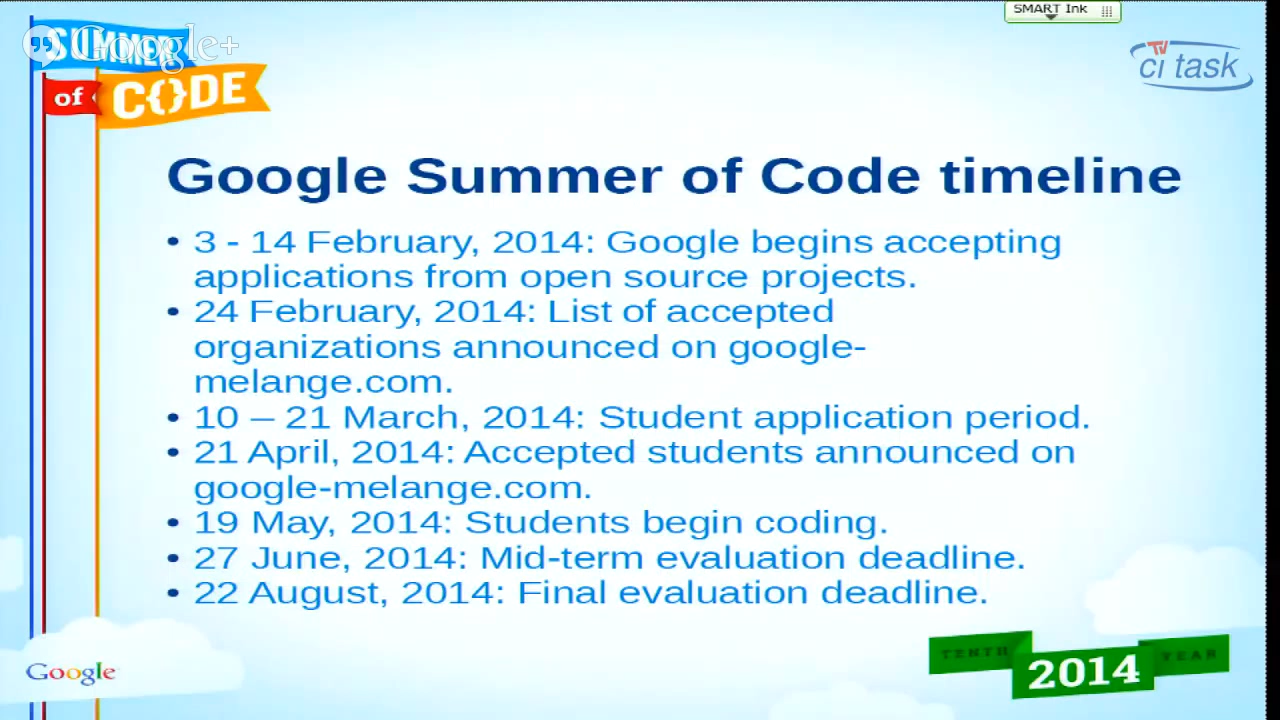 SMART Ink
SUMMER
Google+
of
CODE
TV
ci task
Google Summer of Code timeline
• 3 - 14 February, 2014: Google begins accepting
applications from open source projects.
• 24 February, 2014: List of accepted
organizations announced on google-
melange.com.
• 10 – 21 March, 2014: Student application period.
• 21 April, 2014: Accepted students announced on
google-melange.com.
• 19 May, 2014: Students begin coding.
• 27 June, 2014: Mid-term evaluation deadline.
• 22 August, 2014: Final evaluation deadline.
Google
TENTH
2014
YEAR